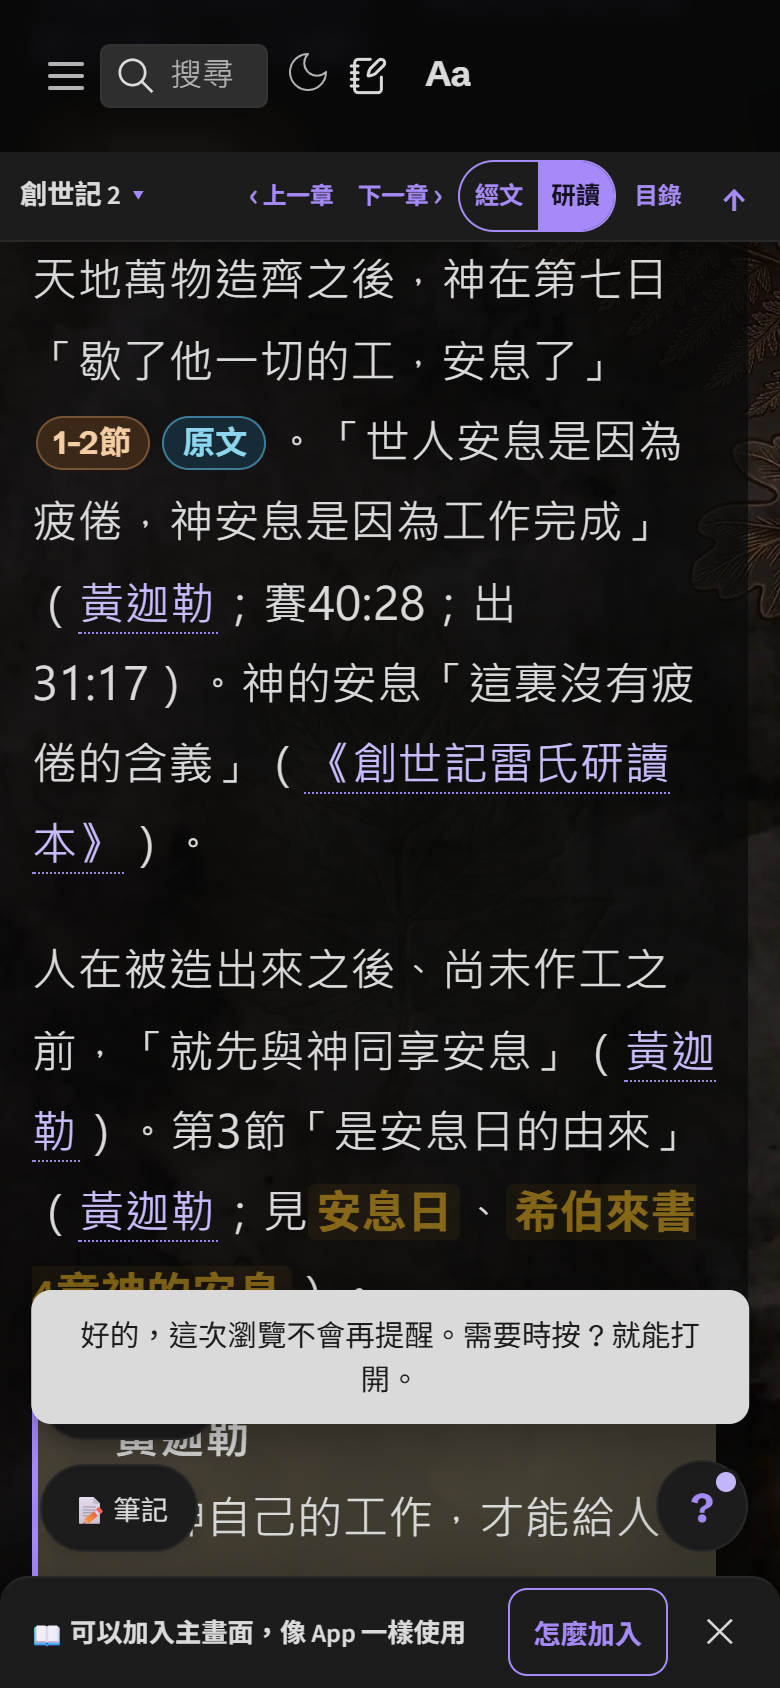 搜尋
Aa
創世記 2 ▼ ‹ 上一章 下一章 › 經文 研讀 目錄 ↑
天地萬物造齊之後，神在第七日
「歇了他一切的工，安息了」
1-2節 原文 。「世人安息是因為
疲倦，神安息是因為工作完成」
（黃迦勒；賽40:28；出
31:17）。神的安息「這裏沒有疲
倦的含義」（《創世記雷氏研讀
本》）。
人在被造出來之後、尚未作工之
前，「就先與神同享安息」（黃迦
勒）。第3節「是安息日的由來」
（黃迦勒；見安息日、希伯來書
4章神的安息）。
好的，這次瀏覽不會再提醒。需要時按？就能打
開。
黃迦勒
筆記
自己的工作，才能給人
?
可以加入主畫面，像 App 一樣使用 怎麼加入